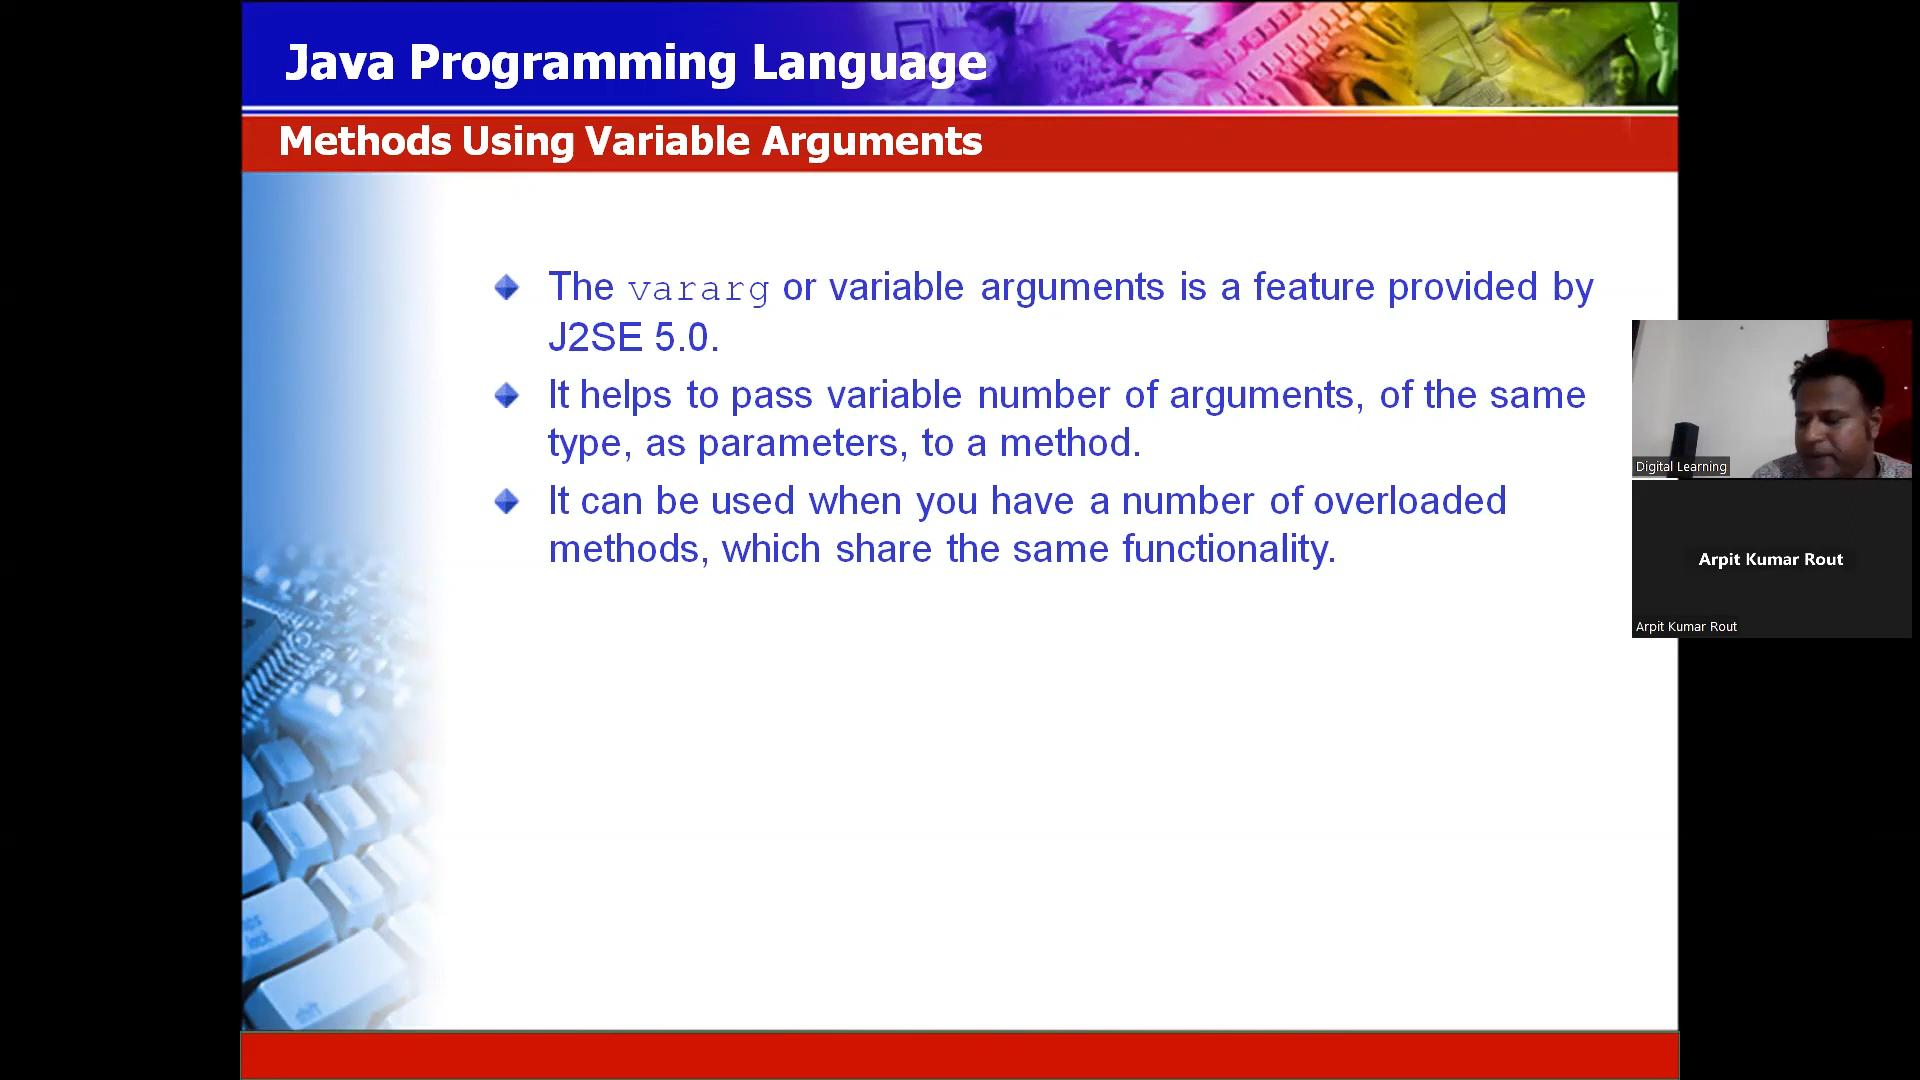 Java Programming Language
Methods Using Variable Arguments
The vararg or variable arguments is a feature provided by
J2SE 5.0.
It helps to pass variable number of arguments, of the same
type, as parameters, to a method.
It can be used when you have a number of overloaded
methods, which share the same functionality.
Digital Learning
Arpit Kumar Rout
Arpit Kumar Rout
shift